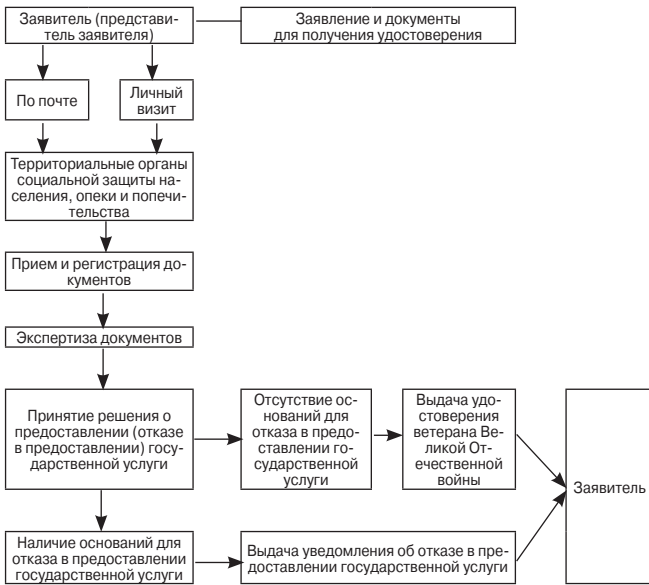 Заявитель (представи-
тель заявителя)
Заявление и документы
для получения удостоверения
По почте
Личный
визит
Территориальные органы
социальной защиты на-
селения, опеки и попечи-
тельства
Прием и регистрация до-
кументов
Экспертиза документов
Принятие решения о
предоставлении (отказе
в предоставлении) госу-
дарственной услуги
Отсутствие ос-
нований для
отказа в предо-
ставлении го-
сударственной
услуги
Выдача удо-
стоверения
ветерана Ве-
ликой От-
ечественной
войны
Заявитель
Наличие оснований для
отказа в предоставлении
государственной услуги
Выдача уведомления об отказе в пре-
доставлении государственной услуги